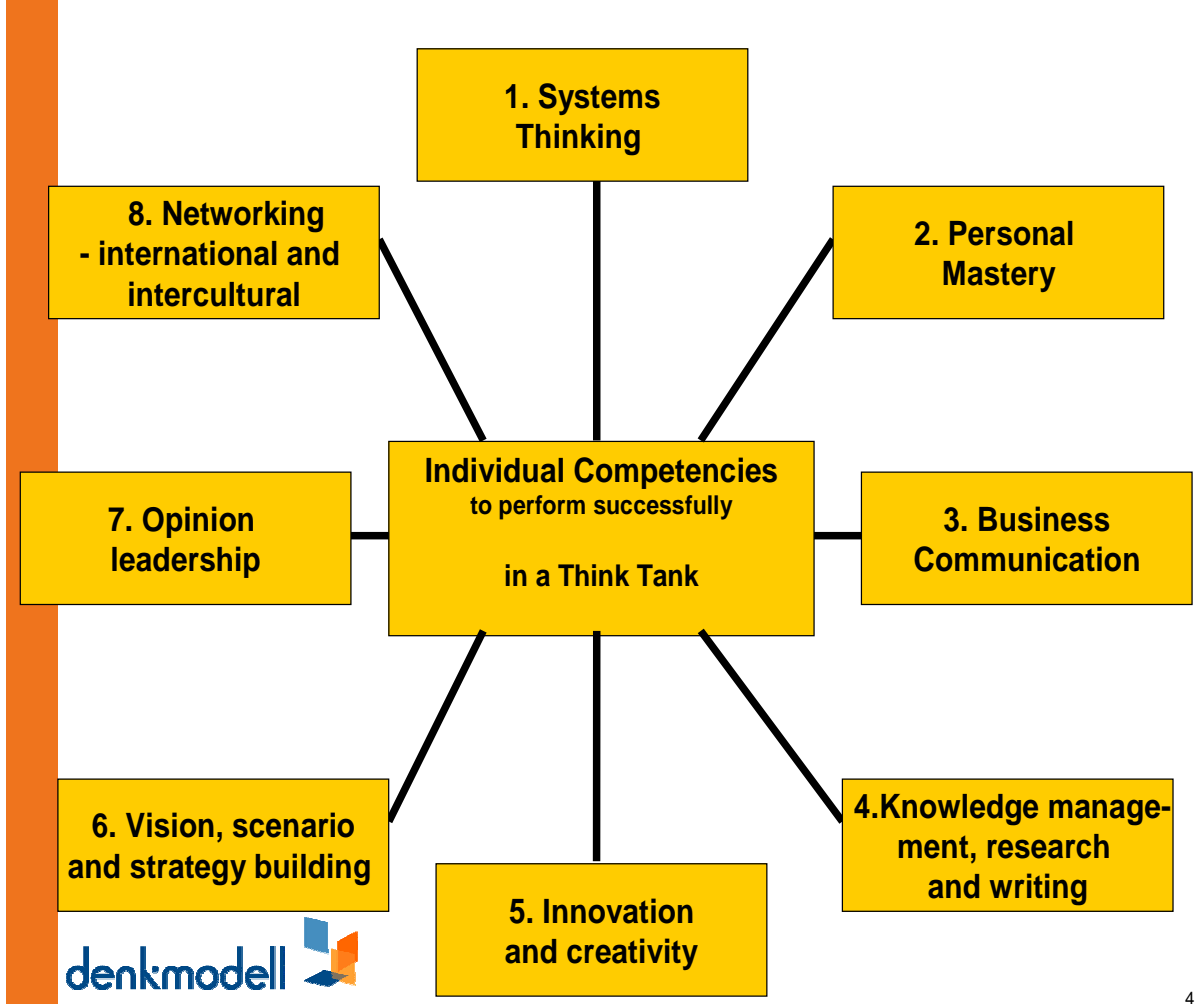 1. Systems
Thinking
8. Networking
- international and
intercultural
2. Personal
Mastery
Individual Competencies
to perform successfully
in a Think Tank
7. Opinion
leadership
3. Business
Communication
6. Vision, scenario
and strategy building
4.Knowledge manage-
ment, research
and writing
5. Innovation
and creativity
denkmodell
4